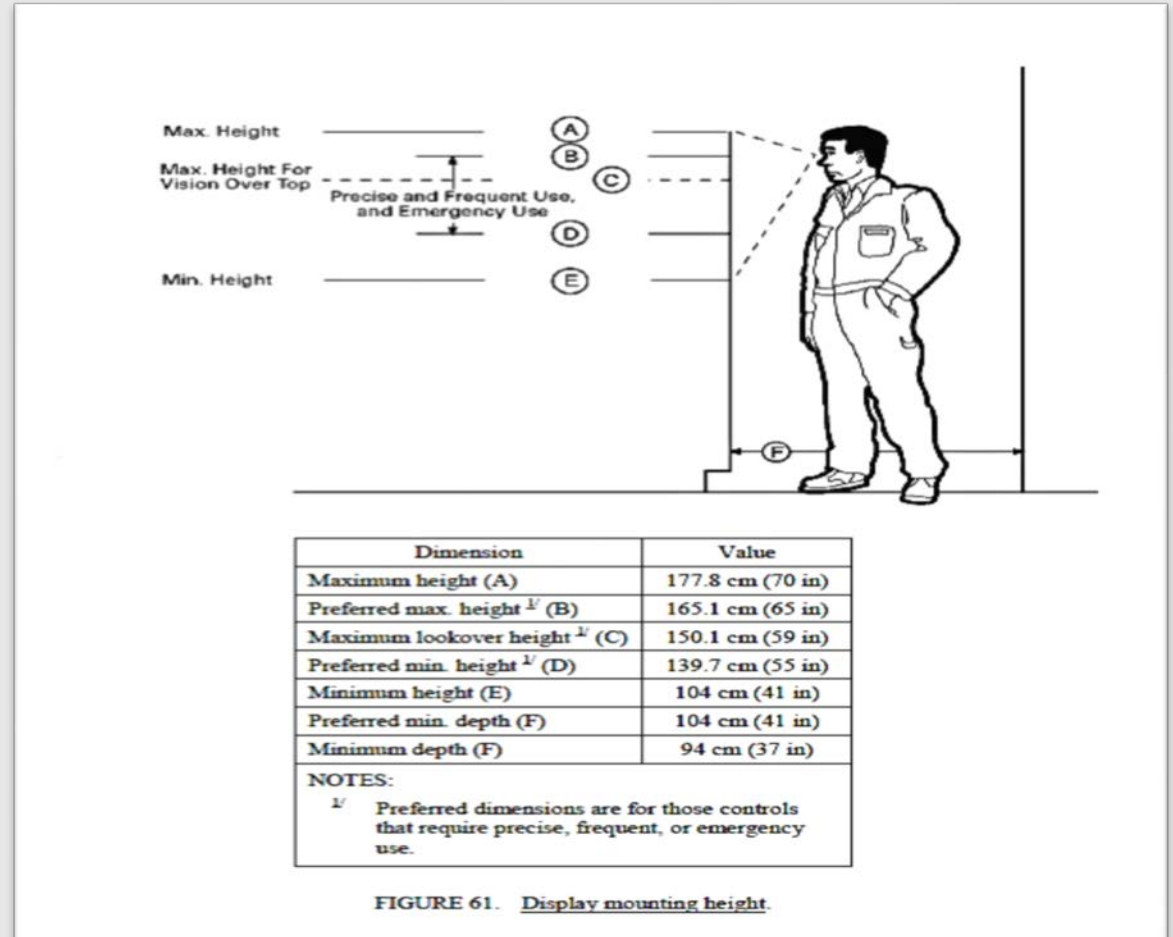 Max. Height
A
B
Max. Height For
Vision Over Top
C
Precise and Frequent Use,
and Emergency Use
D
Min. Height
E
F
Dimension Value
Maximum height (A) 177.8 cm (70 in)
Preferred max. height 1/ (B) 165.1 cm (65 in)
Maximum lookover height 1/ (C) 150.1 cm (59 in)
Preferred min. height 1/ (D) 139.7 cm (55 in)
Minimum height (E) 104 cm (41 in)
Preferred min. depth (F) 104 cm (41 in)
Minimum depth (F) 94 cm (37 in)
NOTES:
1/ Preferred dimensions are for those controls
that require precise, frequent, or emergency
use.
FIGURE 61. Display mounting height.